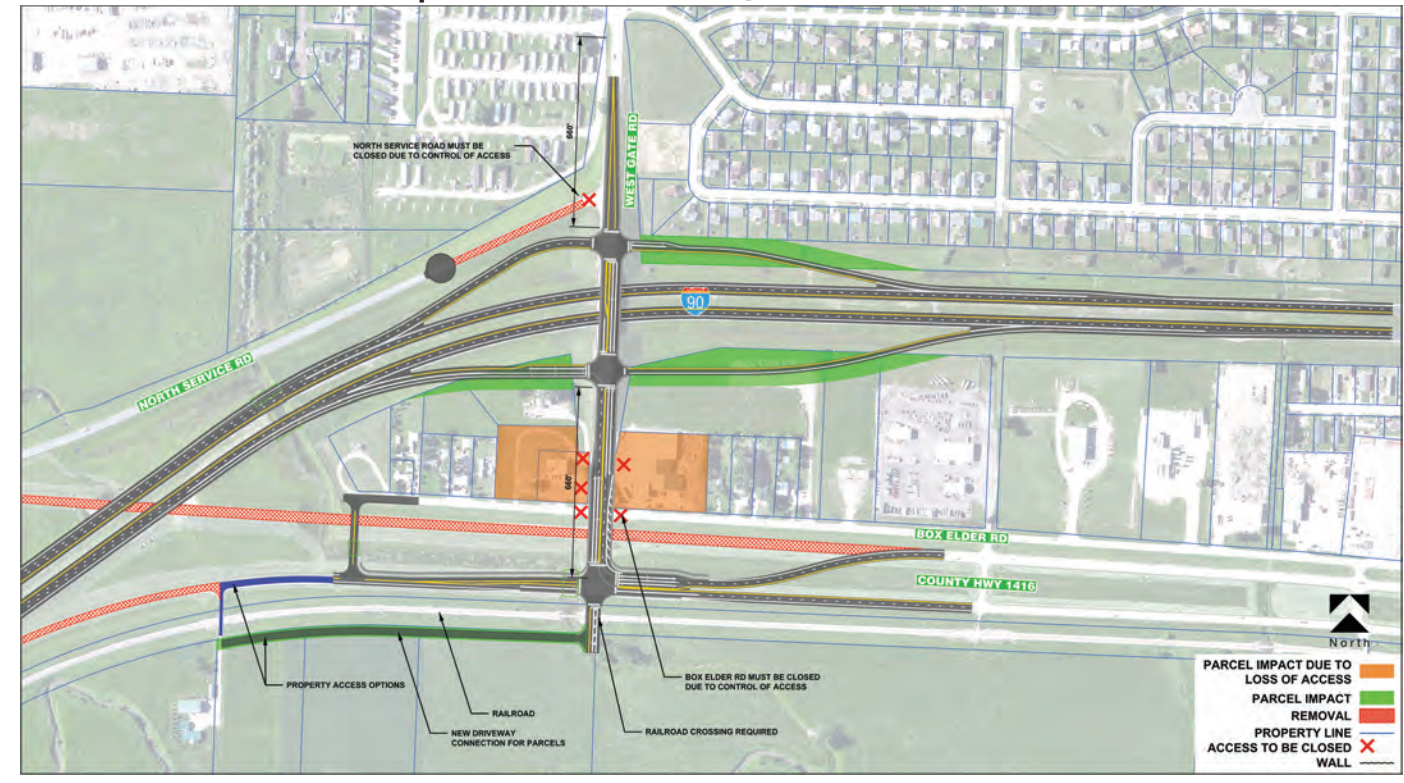 660'
NORTH SERVICE ROAD MUST BE
CLOSED DUE TO CONTROL OF ACCESS
WEST GATE RD
90
NORTH SERVICE RD
660'
BOX ELDER RD
COUNTY HWY 1416
North
PROPERTY ACCESS OPTIONS
RAILROAD
NEW DRIVEWAY
CONNECTION FOR PARCELS
BOX ELDER RD MUST BE CLOSED
DUE TO CONTROL OF ACCESS
RAILROAD CROSSING REQUIRED
PARCEL IMPACT DUE TO
LOSS OF ACCESS
PARCEL IMPACT
REMOVAL
PROPERTY LINE
ACCESS TO BE CLOSED
WALL